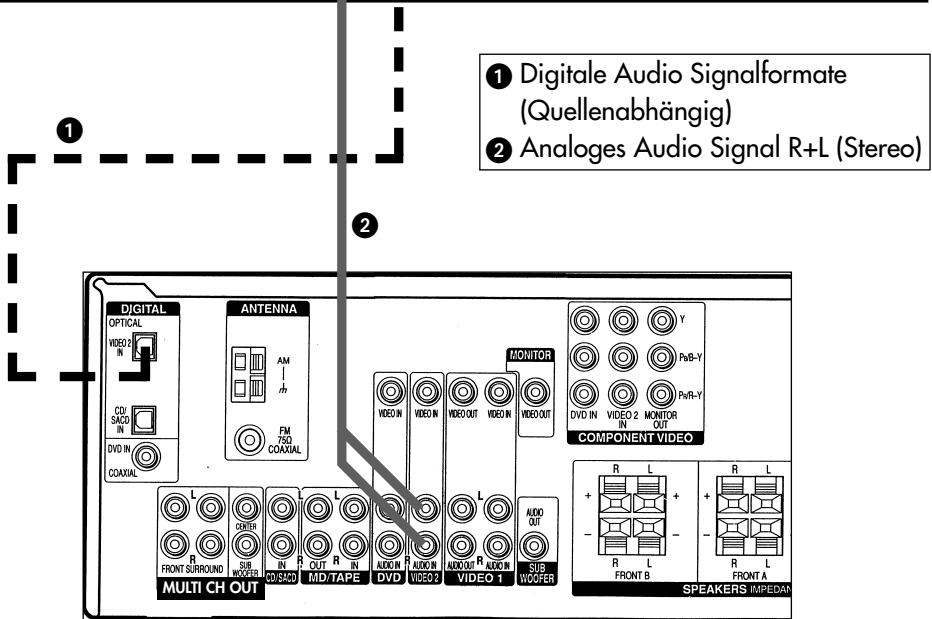 ❶ Digitale Audio Signalformate
(Quellenabhängig)
❷ Analoges Audio Signal R+L (Stereo)
❶
❷
DIGITAL
OPTICAL
VIDEO 2
IN
CD/
SACD
IN
DVD IN
COAXIAL
ANTENNA
AM
FM
75Ω
COAXIAL
MONITOR
VIDEO IN
VIDEO IN
VIDEO OUT
VIDEO IN
VIDEO OUT
Y
PB/B–Y
PR/R–Y
DVD IN
VIDEO 2
IN
MONITOR
OUT
COMPONENT VIDEO
L
CENTER
R
FRONT
SURROUND
SUB
WOOFER
MULTI CH OUT
L
R
IN
CD/SACD
L
OUT
R
IN
MD/TAPE
R
AUDIO IN
DVD
AUDIO IN
VIDEO 2
L
AUDIO OUT
R
AUDIO IN
VIDEO 1
AUDIO
OUT
SUB
WOOFER
R L
+ +
– –
R L
FRONT B
R L
+
–
R L
FRONT A
SPEAKERS IMPEDAN